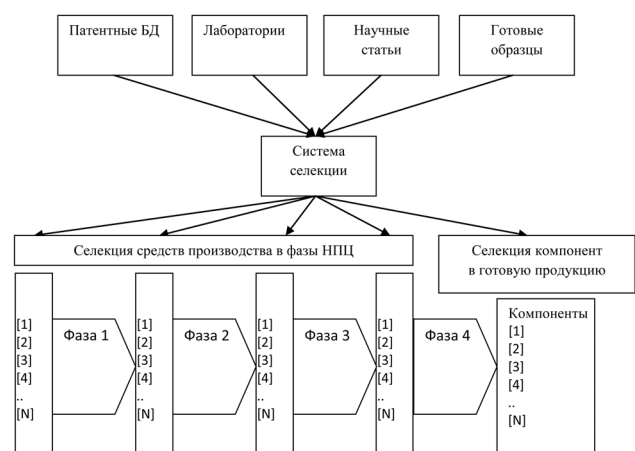 Патентные БД
Лаборатории
Научные
статьи
Готовые
образцы
Система
селекции
Селекция средств производства в фазы НПЦ
Селекция компонент
в готовую продукцию
[1]
[2]
[3]
[4]
..
[N]
Фаза 1
[1]
[2]
[3]
[4]
..
[N]
Фаза 2
[1]
[2]
[3]
[4]
..
[N]
Фаза 3
[1]
[2]
[3]
[4]
..
[N]
Фаза 4
Компоненты
[1]
[2]
[3]
[4]
..
[N]